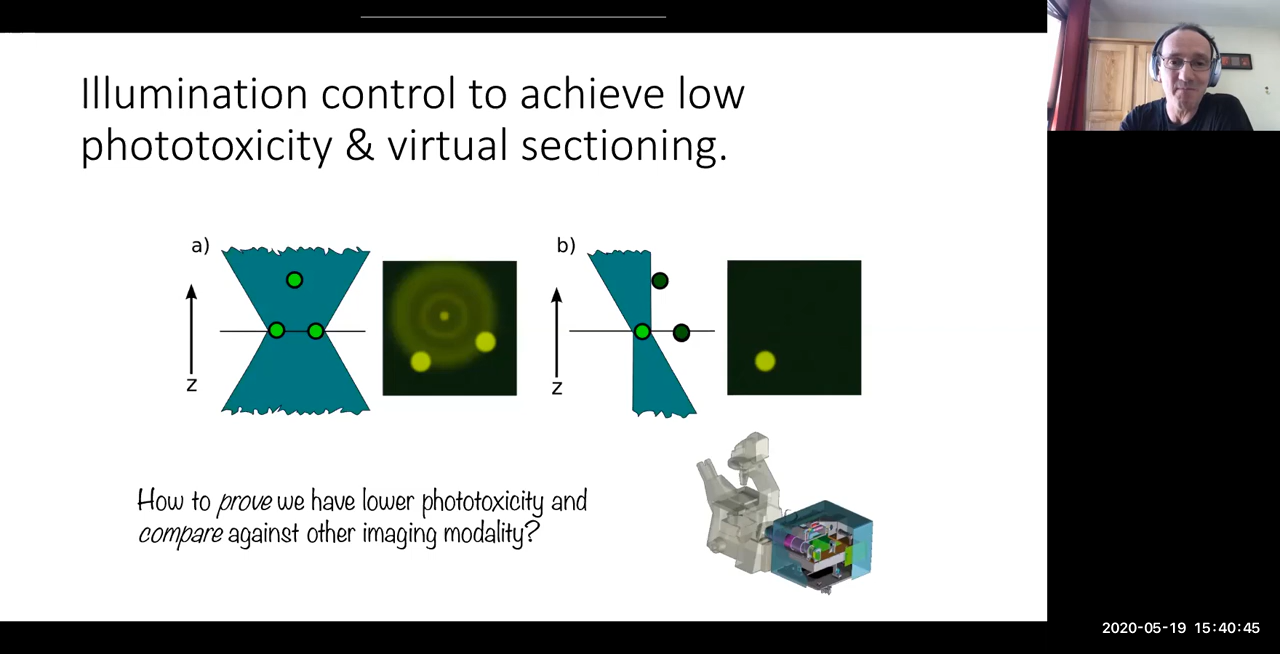 Illumination control to achieve low
phototoxicity & virtual sectioning.
a)
z
b)
z
How to prove we have lower phototoxicity and
compare against other imaging modality?
2020-05-19 15:40:45